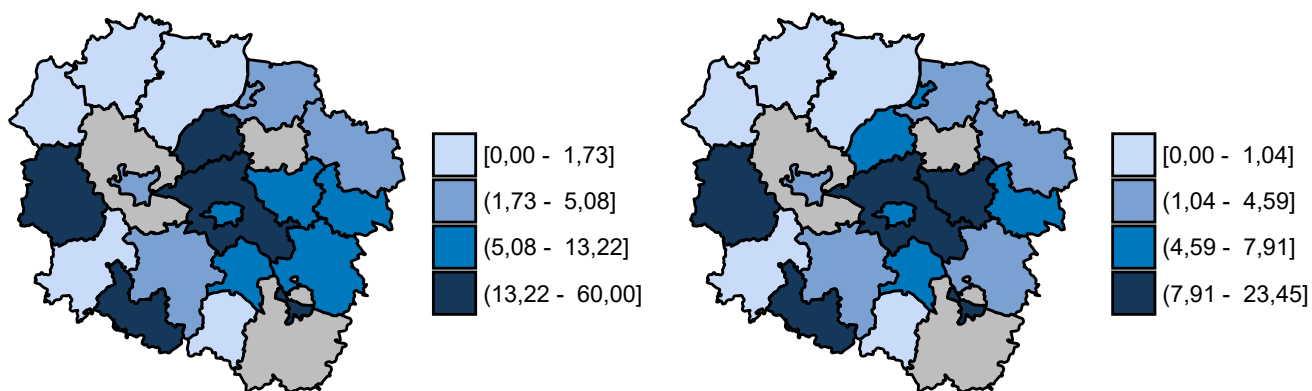 [0,00 - 1,73]
(1,73 - 5,08]
(5,08 - 13,22]
(13,22 - 60,00]
[0,00 - 1,04]
(1,04 - 4,59]
(4,59 - 7,91]
(7,91 - 23,45]